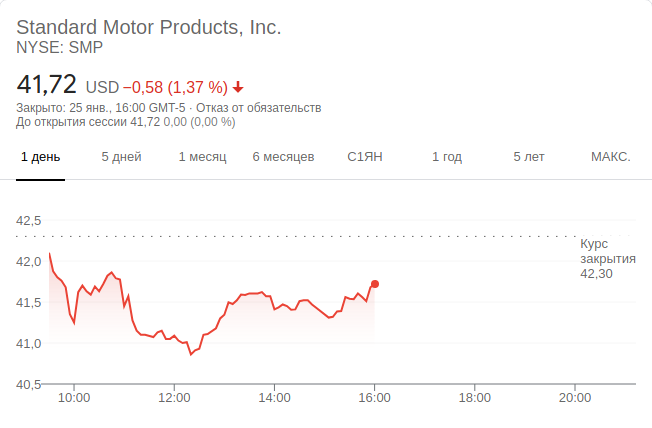 Standard Motor Products, Inc.
NYSE: SMP
41,72 USD −0,58 (1,37 %)
Закрыто: 25 янв., 16:00 GMT-5 · Отказ от обязательств
До открытия сессии 41,72 0,00 (0,00 %)
1 день 5 дней 1 месяц 6 месяцев С1ЯН 1 год 5 лет МАКС.
42,5
Курс
закрытия
42,30
42,0
41,5
41,0
40,5
10:00 12:00 14:00 16:00 18:00 20:00